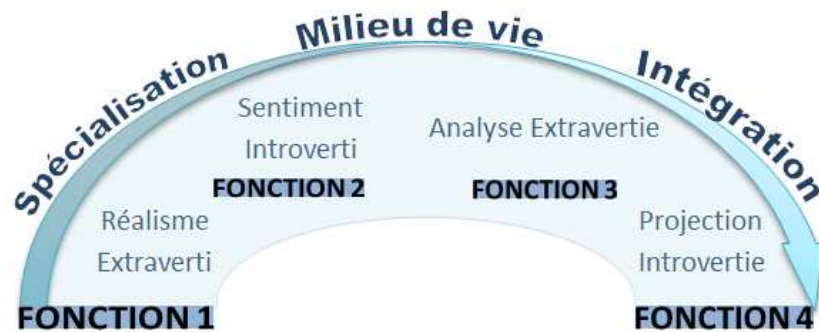 Spécialisation
Milieu de vie
Intégration
Sentiment
Introverti
FONCTION 2
Analyse Extravertie
FONCTION 3
Réalisme
Extraverti
FONCTION 1
Projection
Introvertie
FONCTION 4